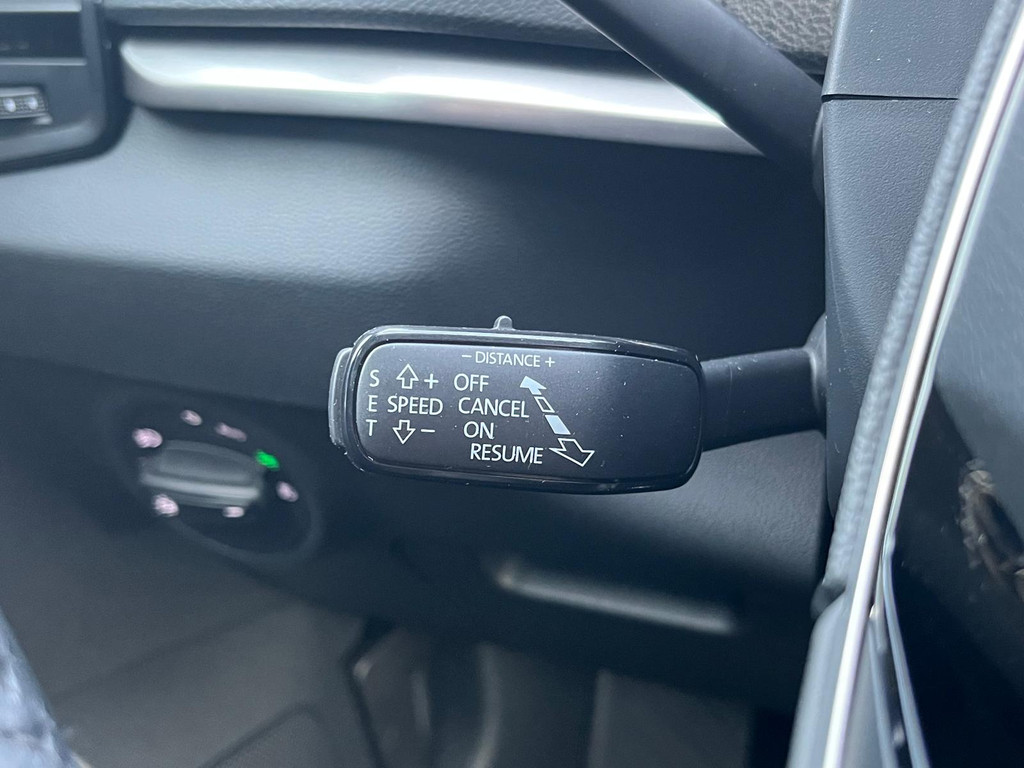 – DISTANCE +
S + OFF
E SPEED CANCEL
T – ON
RESUME